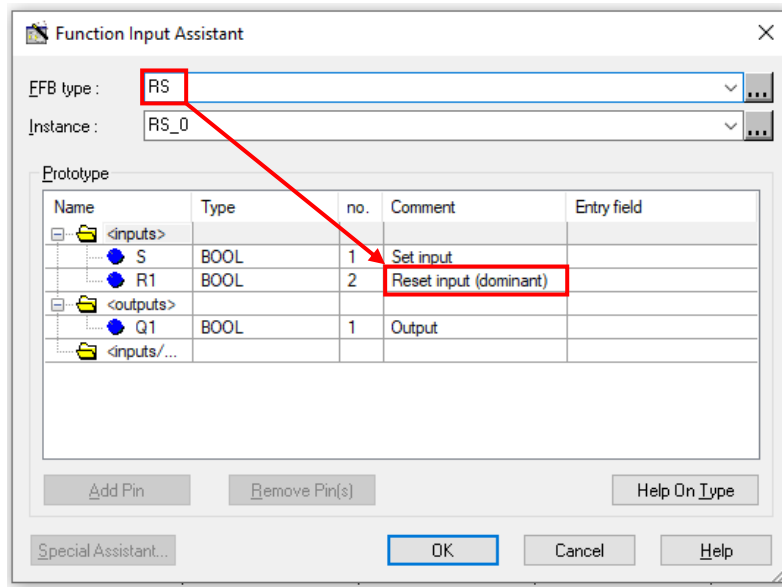 Function Input Assistant
FFB type : RS ...
Instance : RS_0 ...
Prototype
Name Type no. Comment Entry field
<inputs>
S BOOL 1 Set input
R1 BOOL 2 Reset input (dominant)
<outputs>
Q1 BOOL 1 Output
<inputs/...
Add Pin Remove Pin(s) Help On Type
Special Assistant... OK Cancel Help